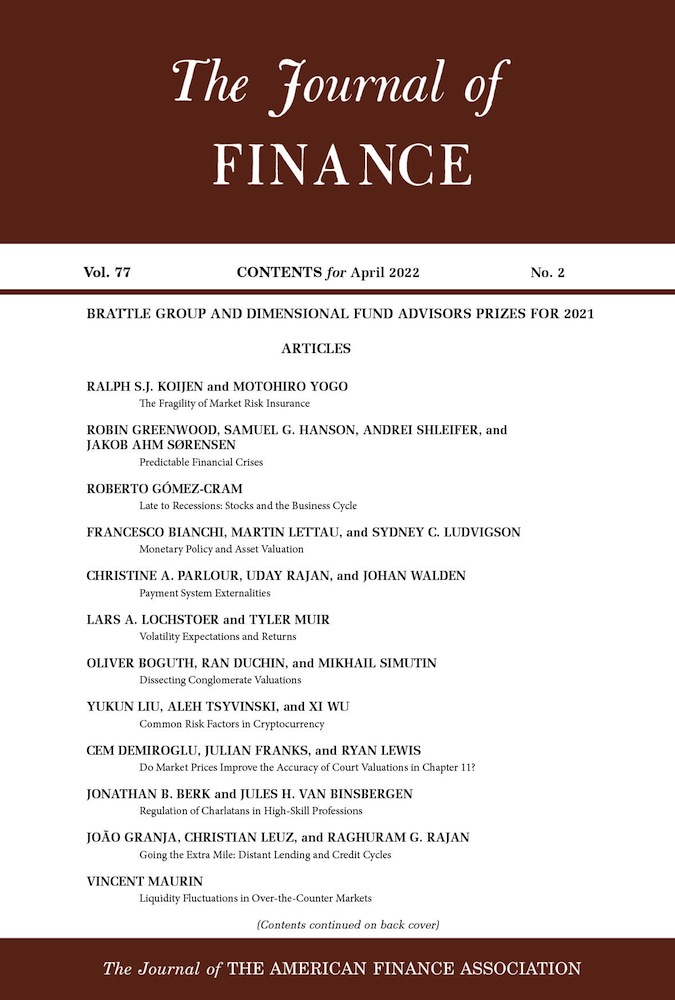 The Journal of
FINANCE
Vol. 77 CONTENTS for April 2022 No. 2
BRATTLE GROUP AND DIMENSIONAL FUND ADVISORS PRIZES FOR 2021
ARTICLES
RALPH S.J. KOIJEN and MOTOHIRO YOGO
The Fragility of Market Risk Insurance
ROBIN GREENWOOD, SAMUEL G. HANSON, ANDREI SHLEIFER, and
JAKOB AHM SØRENSEN
Predictable Financial Crises
ROBERTO GÓMEZ-CRAM
Late to Recessions: Stocks and the Business Cycle
FRANCESCO BIANCHI, MARTIN LETTAU, and SYDNEY C. LUDVIGSON
Monetary Policy and Asset Valuation
CHRISTINE A. PARLOUR, UDAY RAJAN, and JOHAN WALDEN
Payment System Externalities
LARS A. LOCHSTOER and TYLER MUIR
Volatility Expectations and Returns
OLIVER BOGUTH, RAN DUCHIN, and MIKHAIL SIMUTIN
Dissecting Conglomerate Valuations
YUKUN LIU, ALEH TSYVINSKI, and XI WU
Common Risk Factors in Cryptocurrency
CEM DEMIROGLU, JULIAN FRANKS, and RYAN LEWIS
Do Market Prices Improve the Accuracy of Court Valuations in Chapter 11?
JONATHAN B. BERK and JULES H. VAN BINSBERGEN
Regulation of Charlatans in High-Skill Professions
JOÃO GRANJA, CHRISTIAN LEUZ, and RAGHURAM G. RAJAN
Going the Extra Mile: Distant Lending and Credit Cycles
VINCENT MAURIN
Liquidity Fluctuations in Over-the-Counter Markets
(Contents continued on back cover)
The Journal of THE AMERICAN FINANCE ASSOCIATION